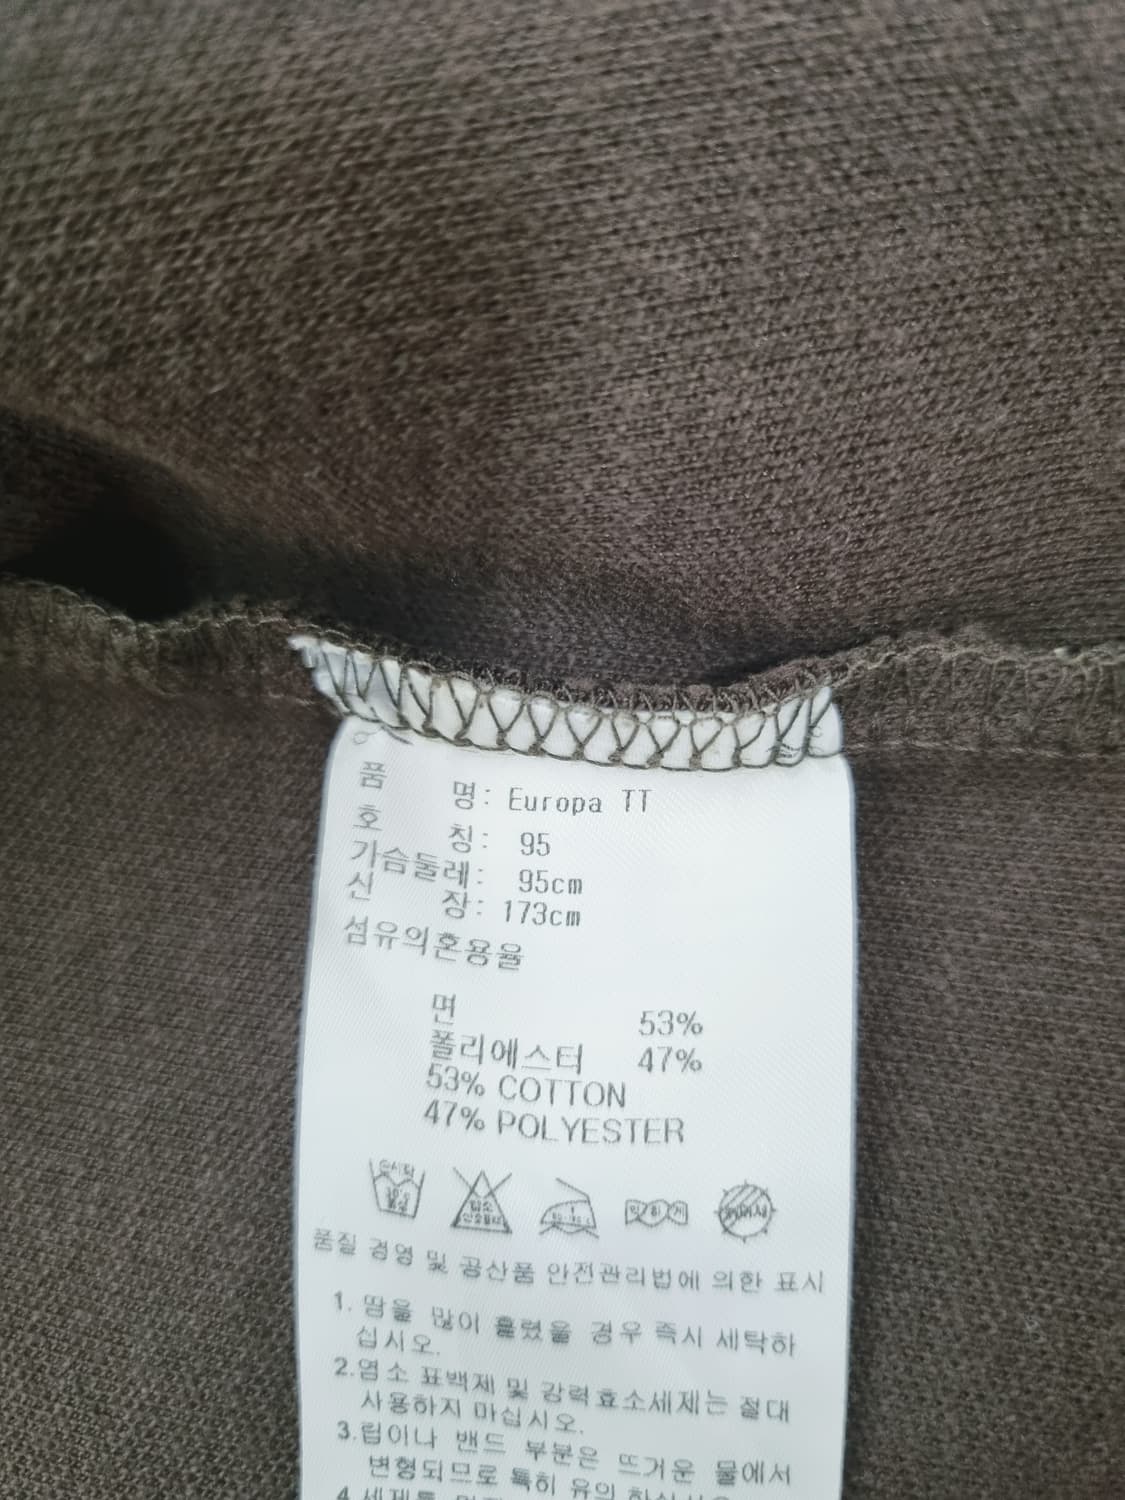 품 명: Europa TT
호 칭: 95
가슴둘레: 95cm
신 장: 173cm
섬유의혼용율
면 53%
폴리에스터 47%
53% COTTON
47% POLYESTER
약하게
품질 경영 및 공산품 안전관리법에 의한 표시
1. 땀을 많이 흘렸을 경우 즉시 세탁하
십시오.
2.염소 표백제 및 강력효소세제는 절대
사용하지 마십시오.
3.립이나 밴드 부분은 뜨거운 물에서
변형되므로 특히 유의
4.세제를